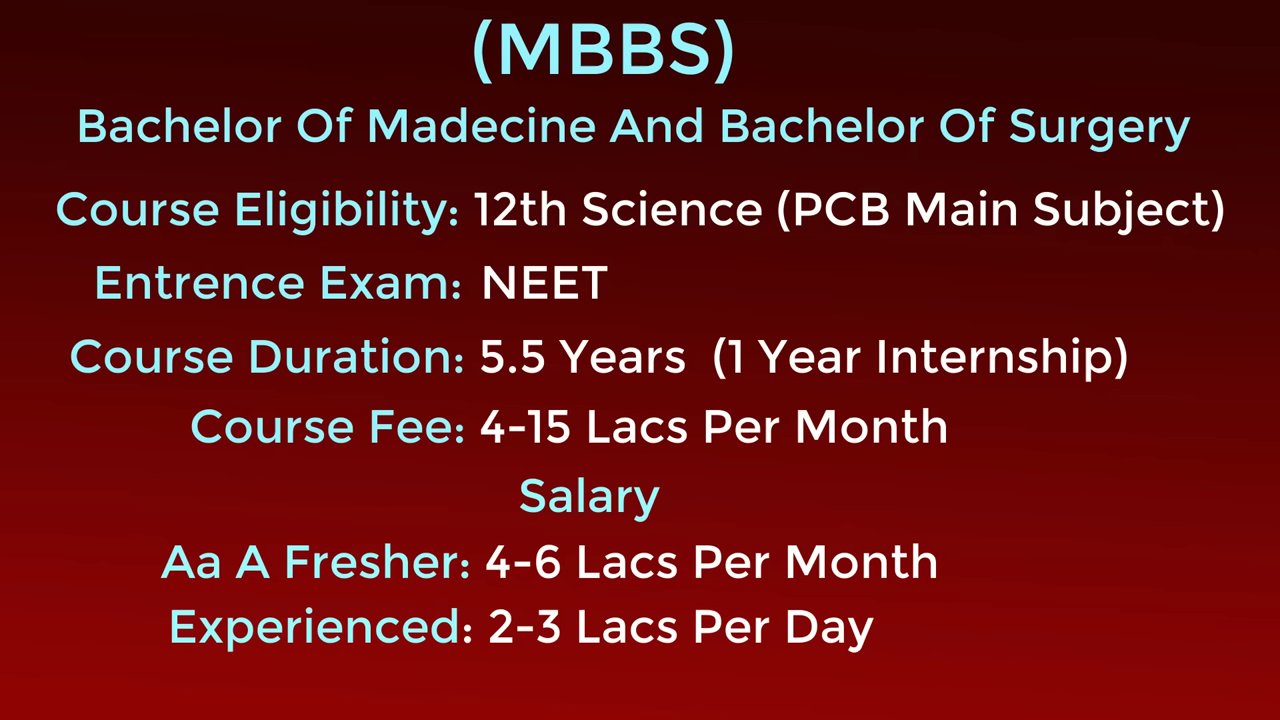 (MBBS)
Bachelor Of Madecine And Bachelor Of Surgery
Course Eligibility: 12th Science (PCB Main Subject)
Entrence Exam: NEET
Course Duration: 5.5 Years (1 Year Internship)
Course Fee: 4-15 Lacs Per Month
Salary
Aa A Fresher: 4-6 Lacs Per Month
Experienced: 2-3 Lacs Per Day